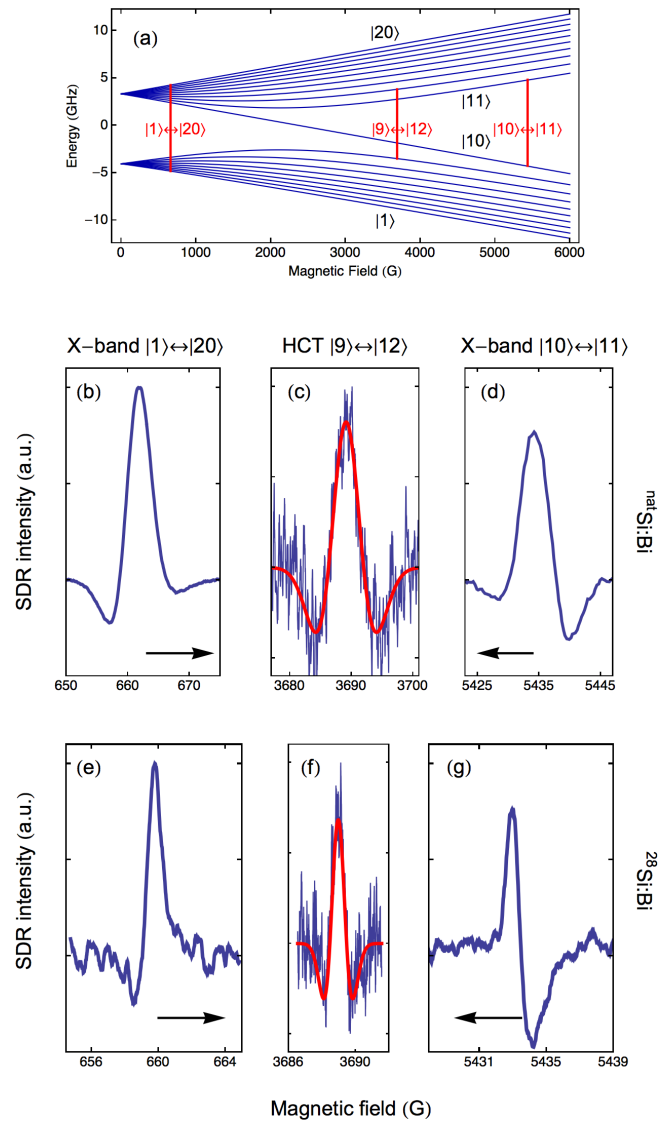 (a)
|20⟩
|11⟩
|10⟩
|1⟩
|1⟩↔|20⟩
|9⟩↔|12⟩
|10⟩↔|11⟩
Energy (GHz)
10
5
0
−5
−10
0 1000 2000 3000 4000 5000 6000
Magnetic Field (G)
X−band |1⟩↔|20⟩ HCT |9⟩↔|12⟩ X−band |10⟩↔|11⟩
(b) (c) (d)
SDR intensity (a.u.)
natSi:Bi
650 660 670 3680 3690 3700 5425 5435 5445
(e) (f) (g)
SDR intensity (a.u.)
28Si:Bi
656 660 664 3686 3690 5431 5435 5439
Magnetic field (G)